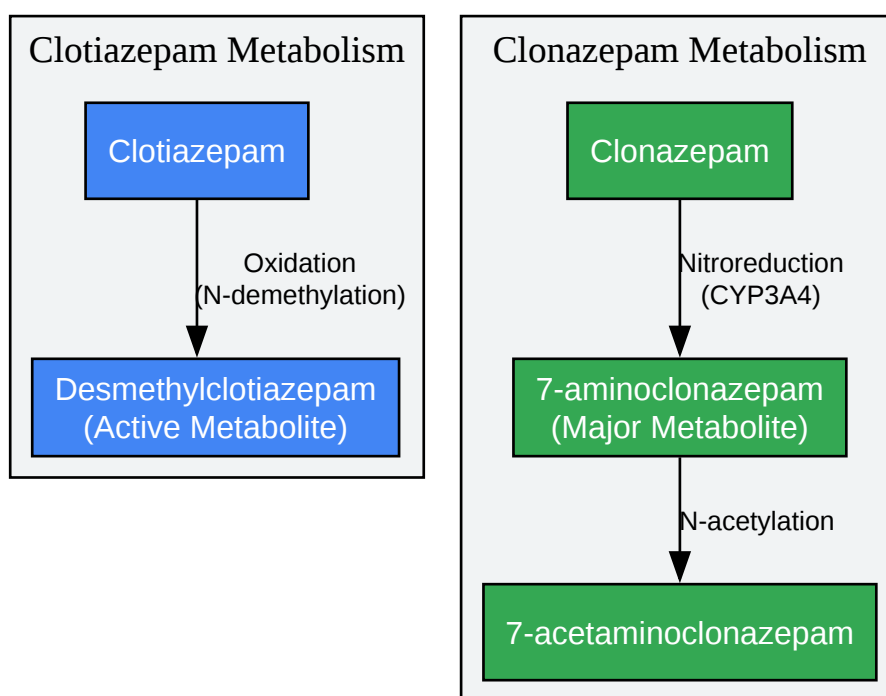 Clotiazepam Metabolism
Clotiazepam
Oxidation
(N-demethylation)
Desmethylclotiazepam
(Active Metabolite)
Clonazepam Metabolism
Clonazepam
Nitroreduction
(CYP3A4)
7-aminoclonazepam
(Major Metabolite)
N-acetylation
7-acetaminoclonazepam